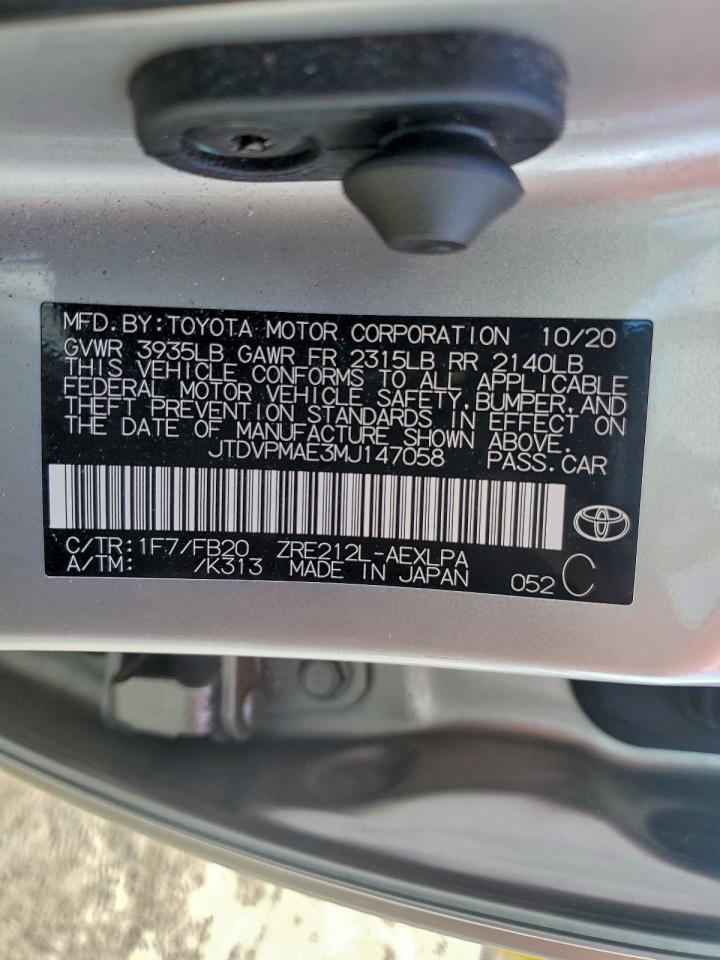 MFD.BY:TOYOTA MOTOR CORPORATION 10/20
GVWR 3935LB GAWR FR 2315LB RR 2140LB
THIS VEHICLE CONFORMS TO ALL APPLICABLE
FEDERAL MOTOR VEHICLE SAFETY,BUMPER,AND
THEFT PREVENTION STANDARDS IN EFFECT ON
THE DATE OF MANUFACTURE SHOWN ABOVE.
JTDVPMAE3MJ147058 PASS.CAR
C/TR:1F7/FB20 ZRE212L-AEXLPA
A/TM: /K313 MADE IN JAPAN 052 C